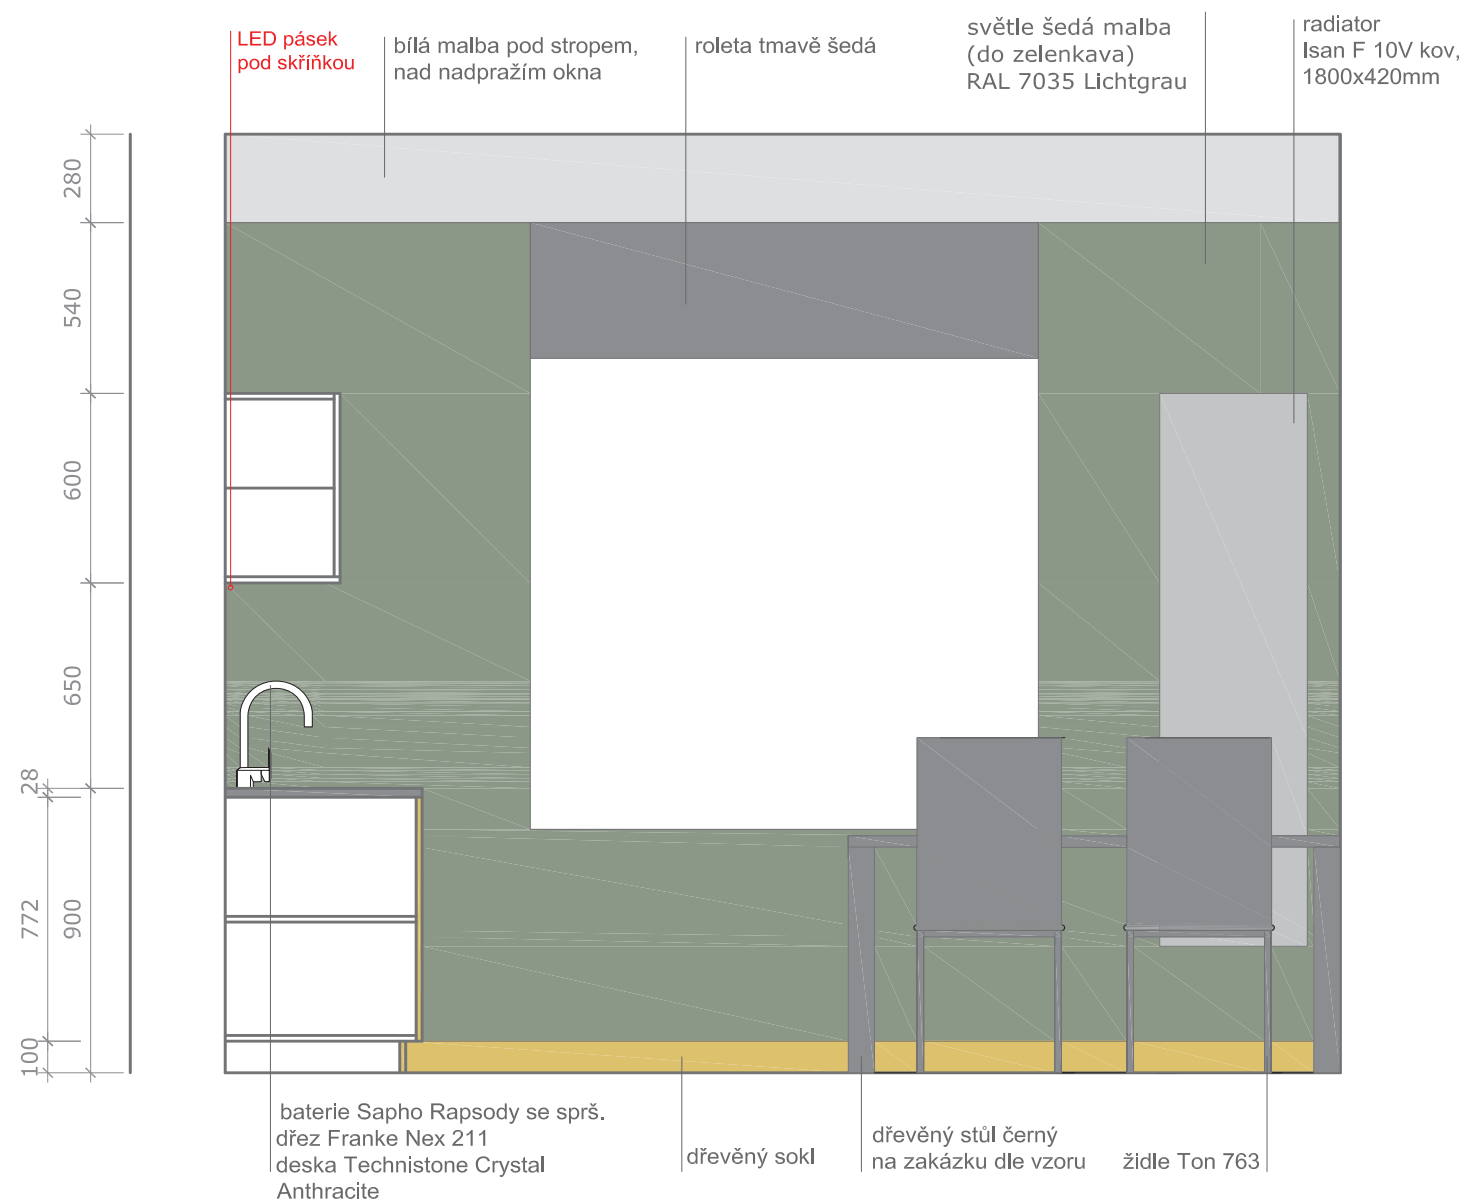 LED pásek
pod skříňkou
bílá malba pod stropem,
nad nadpražím okna
roleta tmavě šedá
světle šedá malba
(do zelenkava)
RAL 7035 Lichtgrau
radiator
Isan F 10V kov,
1800x420mm
280
540
600
650
28
772
900
100
baterie Sapho Rapsody se sprš.
dřez Franke Nex 211
deska Technistone Crystal
Anthracite
dřevěný sokl
dřevěný stůl černý
na zakázku dle vzoru
židle Ton 763